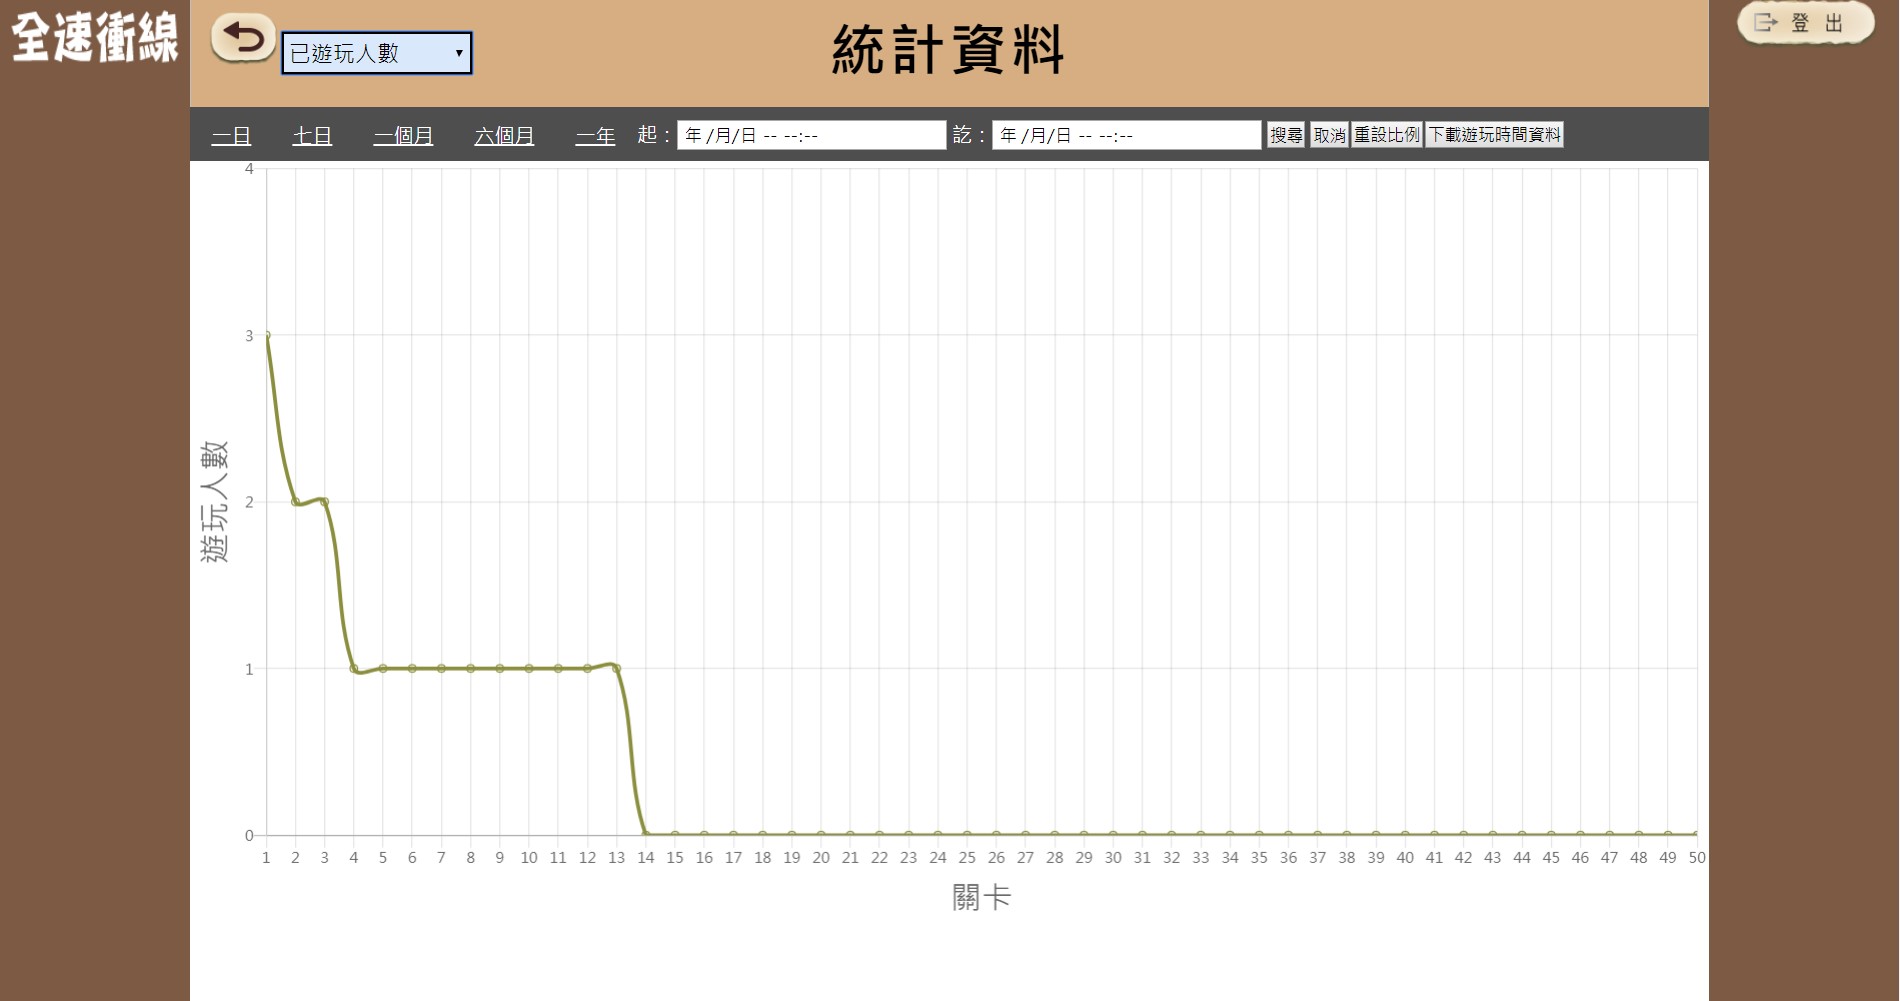 全速衝線
已遊玩人數
統計資料
登 出
一日 七日 一個月 六個月 一年 起: 年 /月/日 -- --:-- 訖: 年 /月/日 -- --:-- 搜尋 取消 重設比例 下載遊玩時間資料
4
3
2
1
0
遊玩人數
1 2 3 4 5 6 7 8 9 10 11 12 13 14 15 16 17 18 19 20 21 22 23 24 25 26 27 28 29 30 31 32 33 34 35 36 37 38 39 40 41 42 43 44 45 46 47 48 49 50
關卡